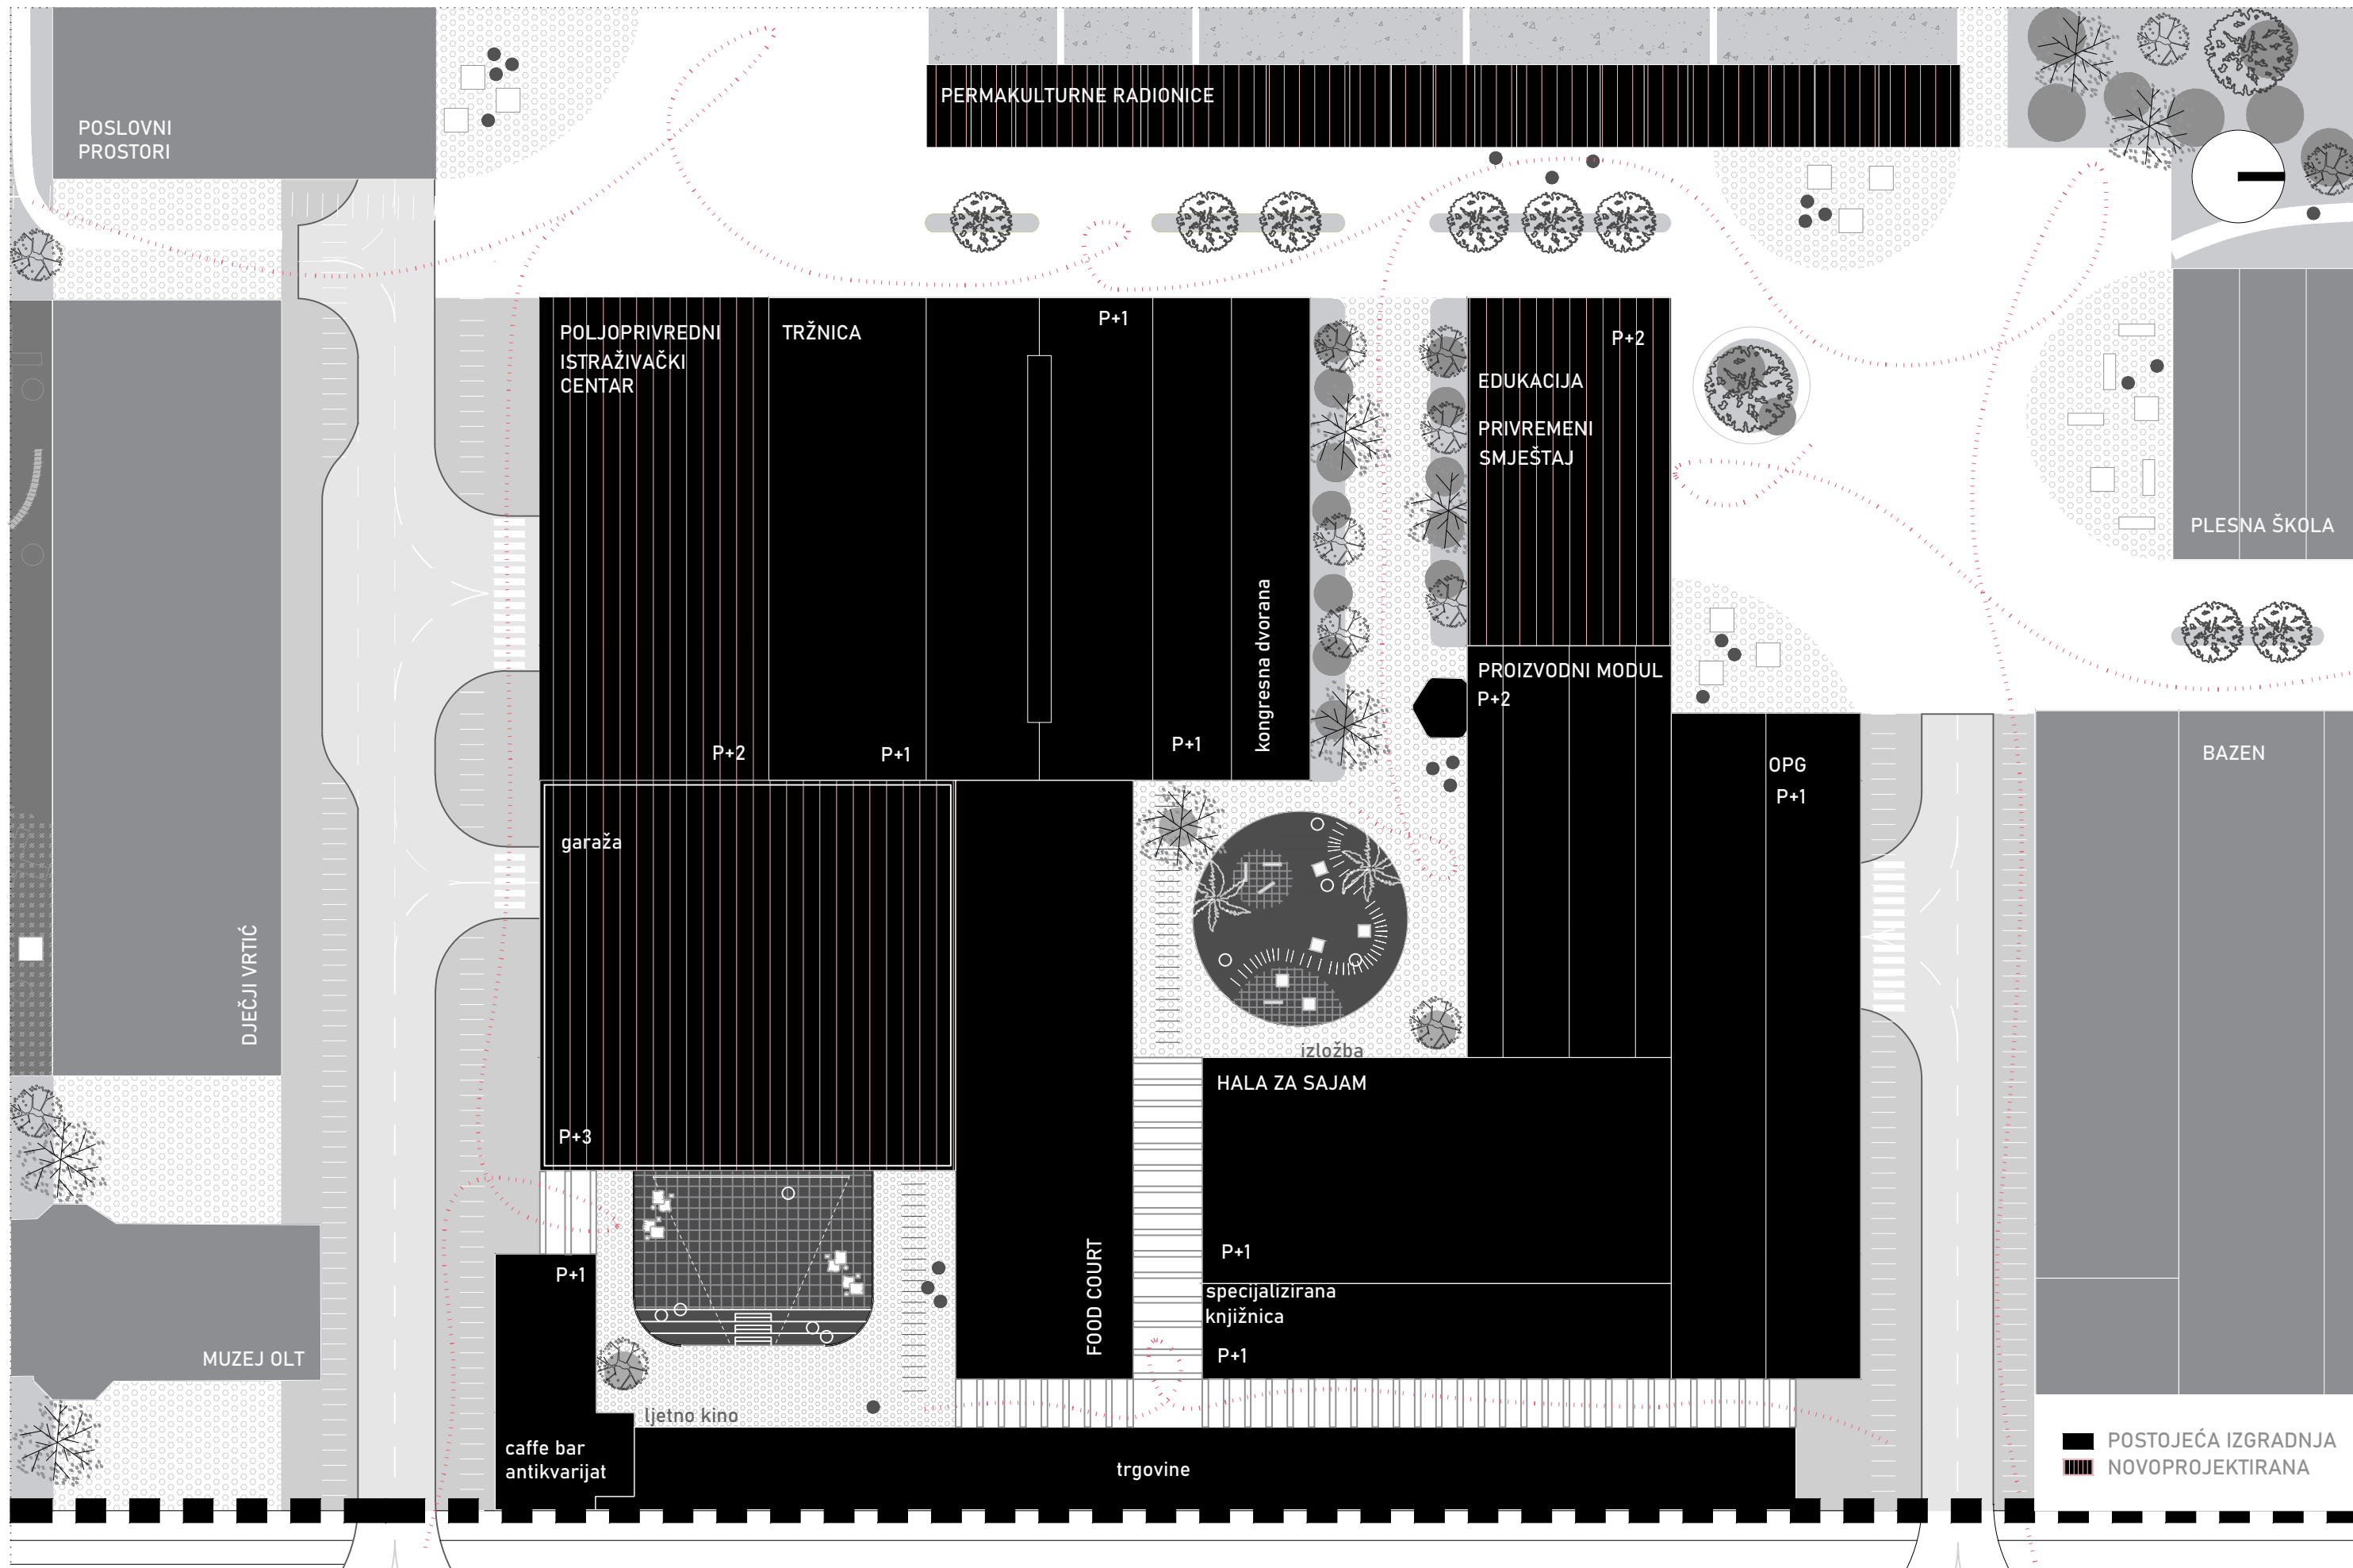 POSLOVNI
PROSTORI
PERMAKULTURNE RADIONICE
POLJOPRIVREDNI
ISTRAŽIVAČKI
CENTAR
P+2
TRŽNICA
P+1
P+1
P+1
kongresna dvorana
P+2
EDUKACIJA
PRIVREMENI
SMJEŠTAJ
PROIZVODNI MODUL
P+2
PLESNA ŠKOLA
OPG
P+1
BAZEN
garaža
P+3
DJEČJI VRTIĆ
izložba
HALA ZA SAJAM
P+1
specijalizirana
knjižnica
P+1
FOOD COURT
P+1
MUZEJ OLT
ljetno kino
caffe bar
antikvarijat
trgovine
POSTOJEĆA IZGRADNJA
NOVOPROJEKTIRANA